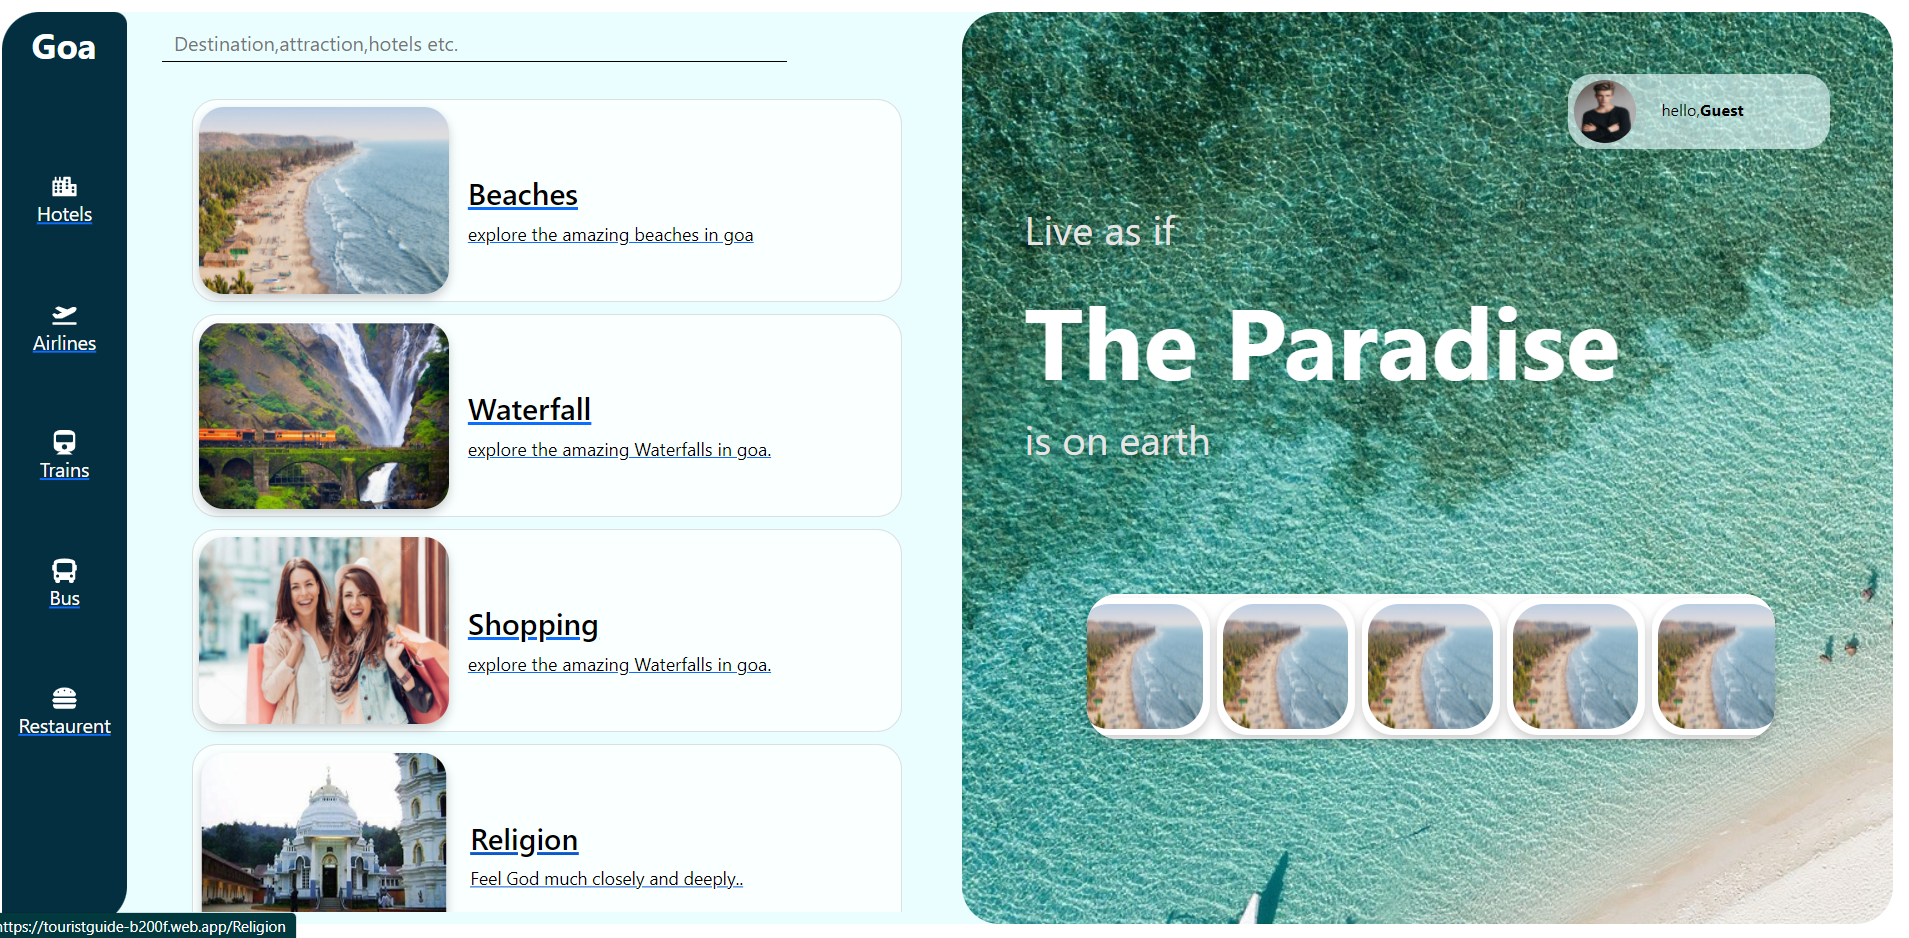 Goa
Hotels
Airlines
Trains
Bus
Restaurent
Destination,attraction,hotels etc.
Beaches
explore the amazing beaches in goa
Waterfall
explore the amazing Waterfalls in goa.
Shopping
explore the amazing Waterfalls in goa.
Religion
Feel God much closely and deeply..
hello,Guest
Live as if
The Paradise
is on earth
https://touristguide-b200f.web.app/Religion